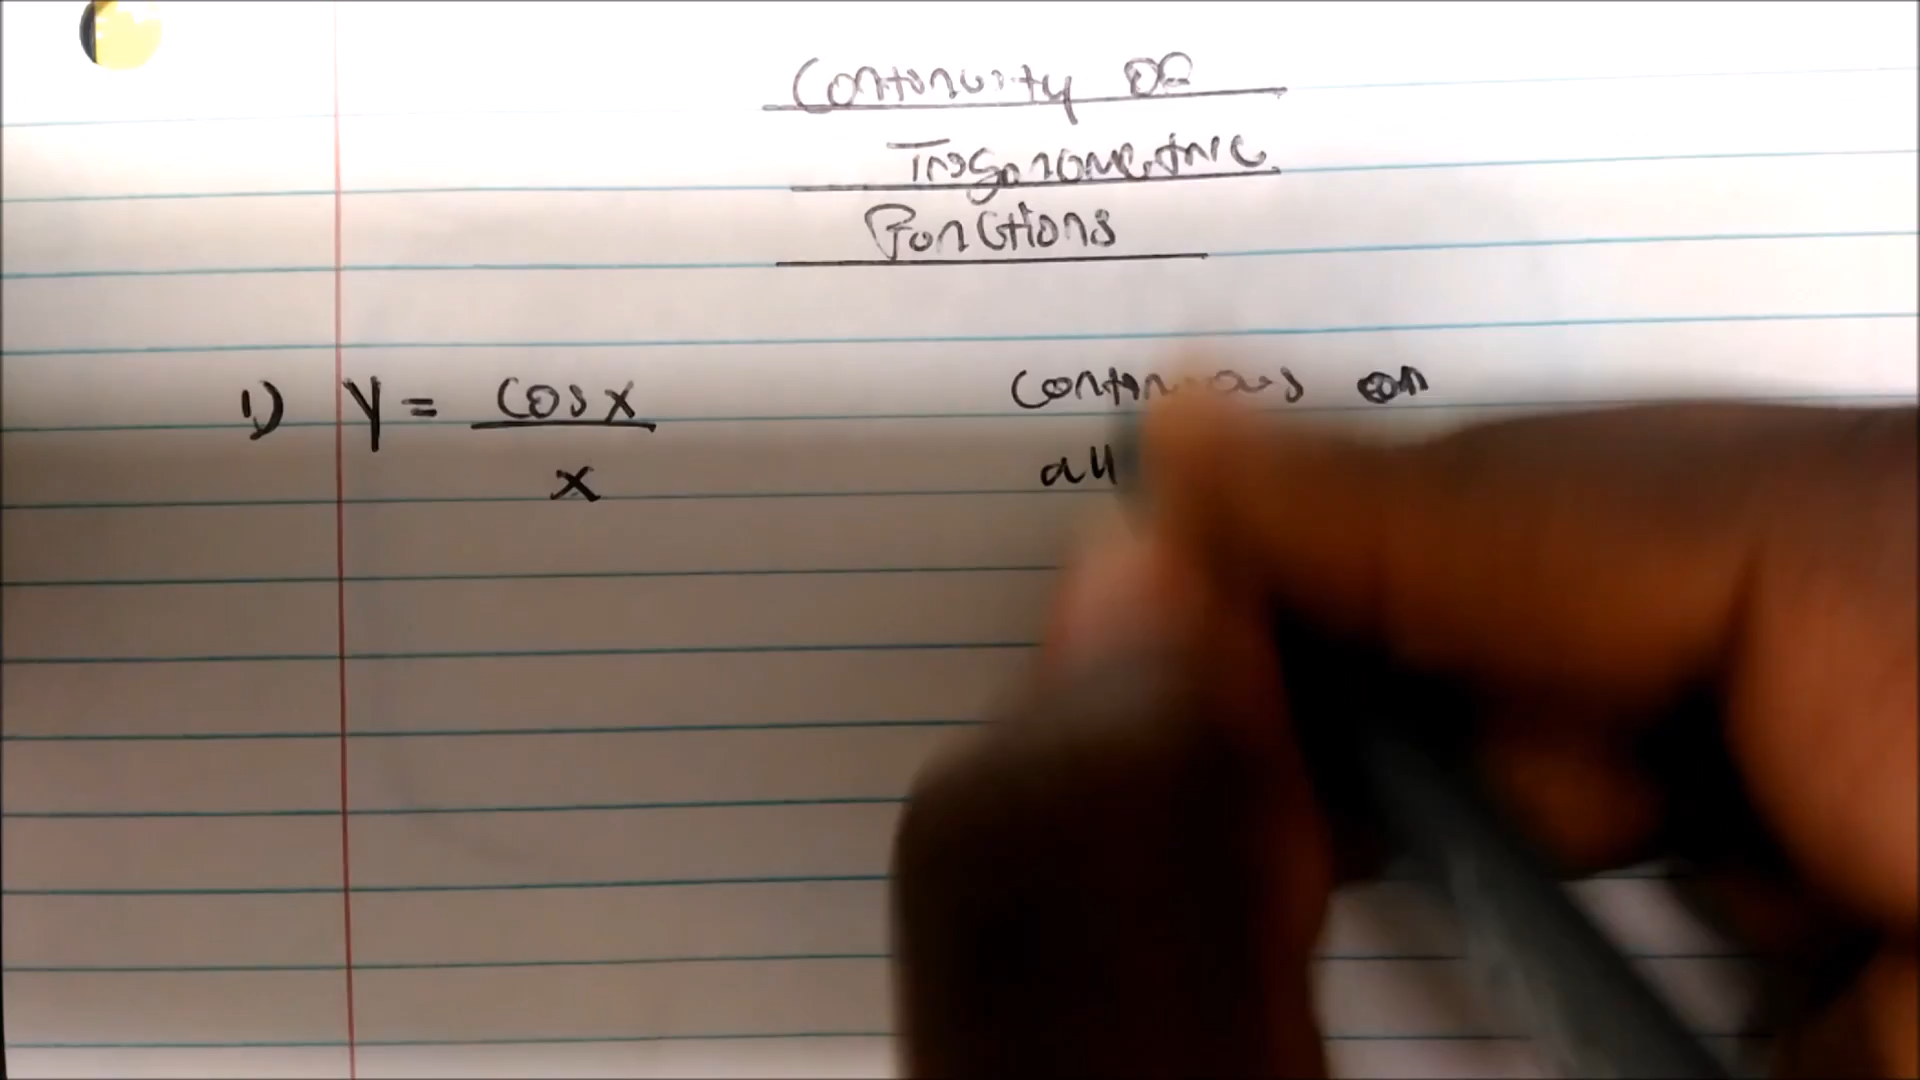 Continuity of
Trigonometric
Functions
1) y = cos x
x
Continuous on
all